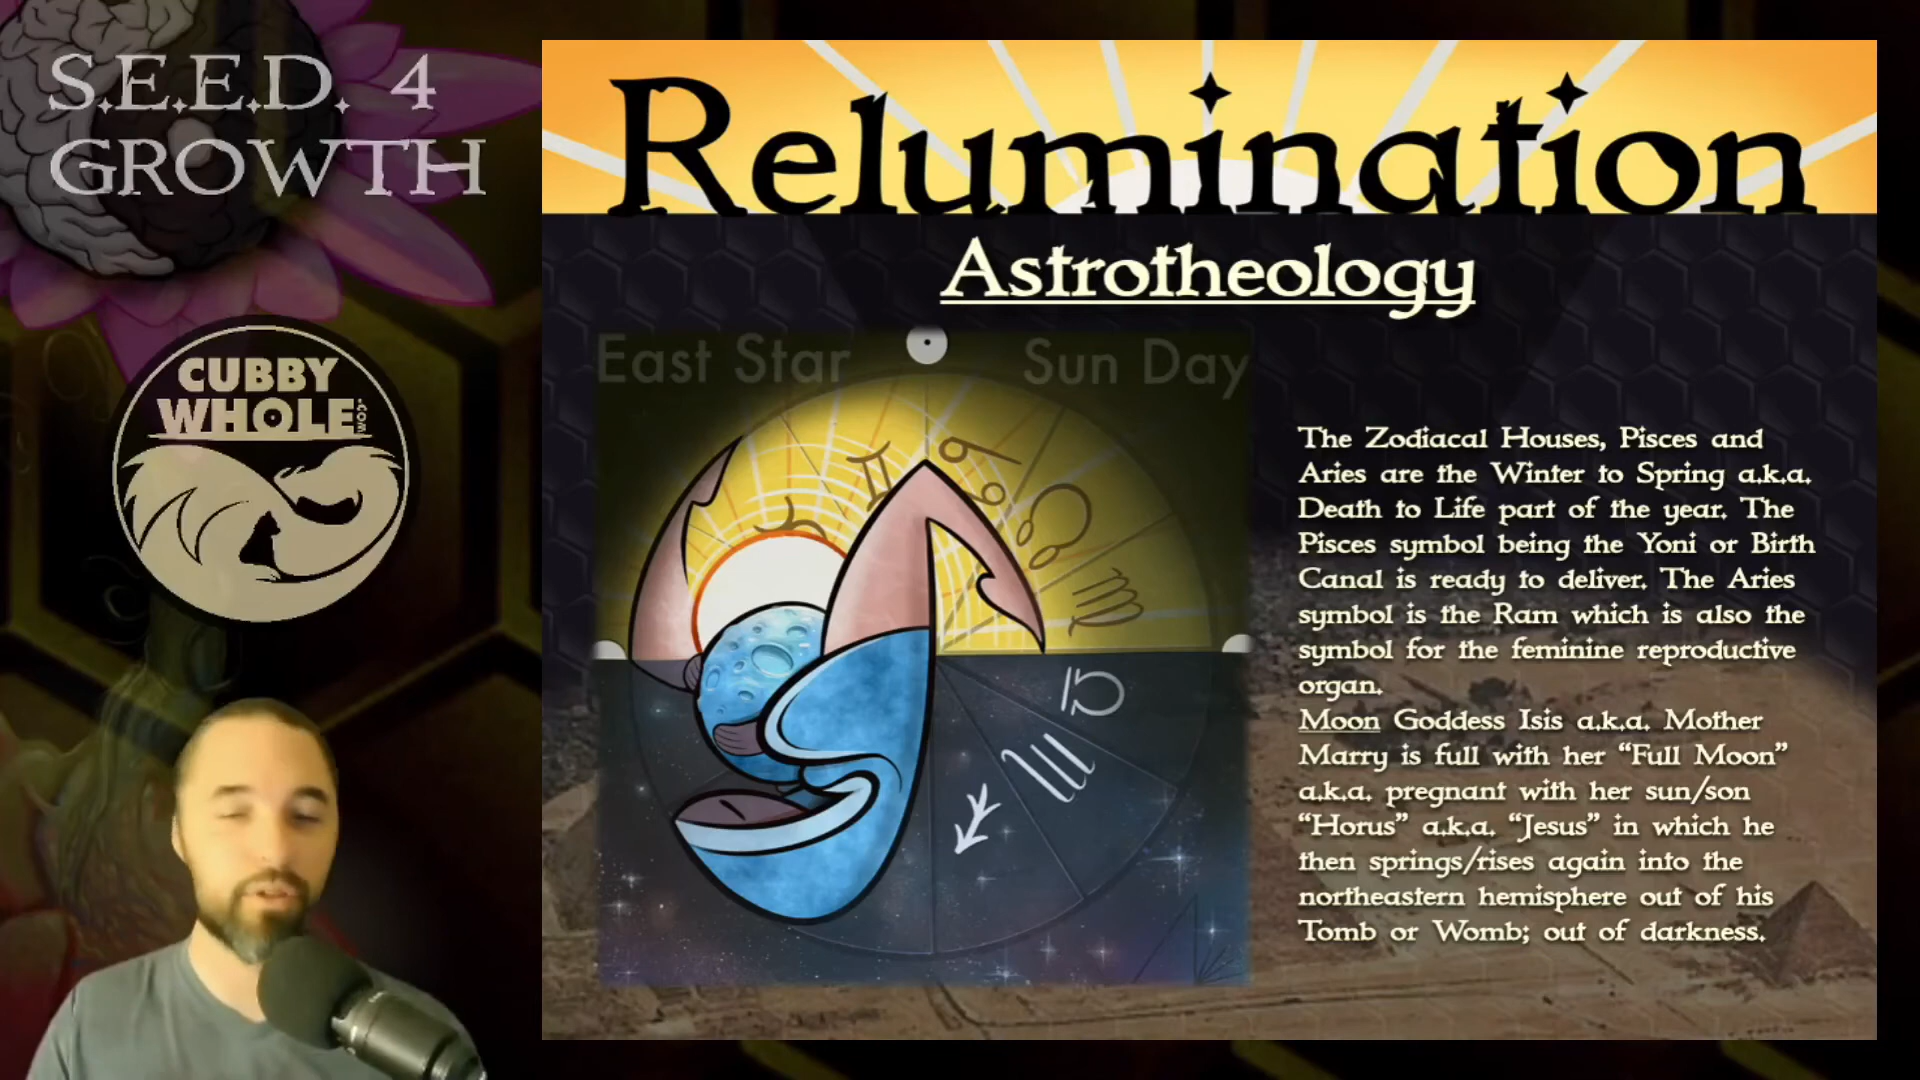 S.E.E.D. 4
GROWTH
CUBBY
WHOLE
.COM
Relumination
Astrotheology
East Star
Sun Day
The Zodiacal Houses, Pisces and
Aries are the Winter to Spring a.k.a.
Death to Life part of the year. The
Pisces symbol being the Yoni or Birth
Canal is ready to deliver. The Aries
symbol is the Ram which is also the
symbol for the feminine reproductive
organ.
Moon Goddess Isis a.k.a. Mother
Marry is full with her “Full Moon”
a.k.a. pregnant with her sun/son
“Horus” a.k.a. “Jesus” in which he
then springs/rises again into the
northeastern hemisphere out of his
Tomb or Womb; out of darkness.